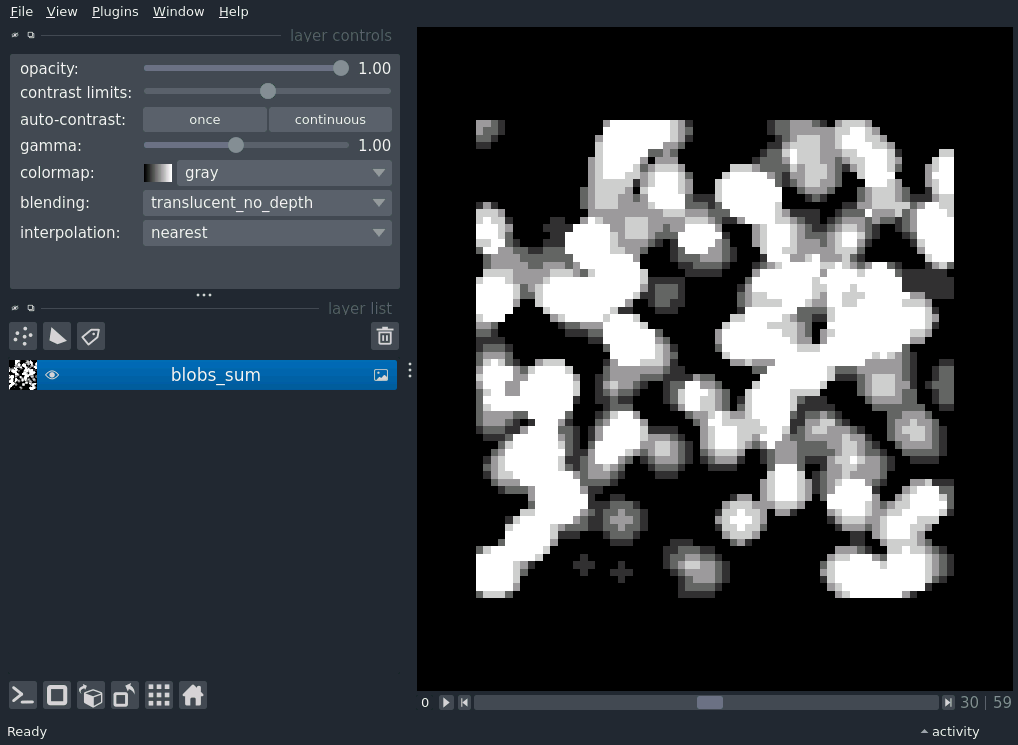 File View Plugins Window Help
layer controls
opacity: 1.00
contrast limits:
auto-contrast: once continuous
gamma: 1.00
colormap: gray
blending: translucent_no_depth
interpolation: nearest
layer list
blobs_sum
0 30 | 59
Ready activity